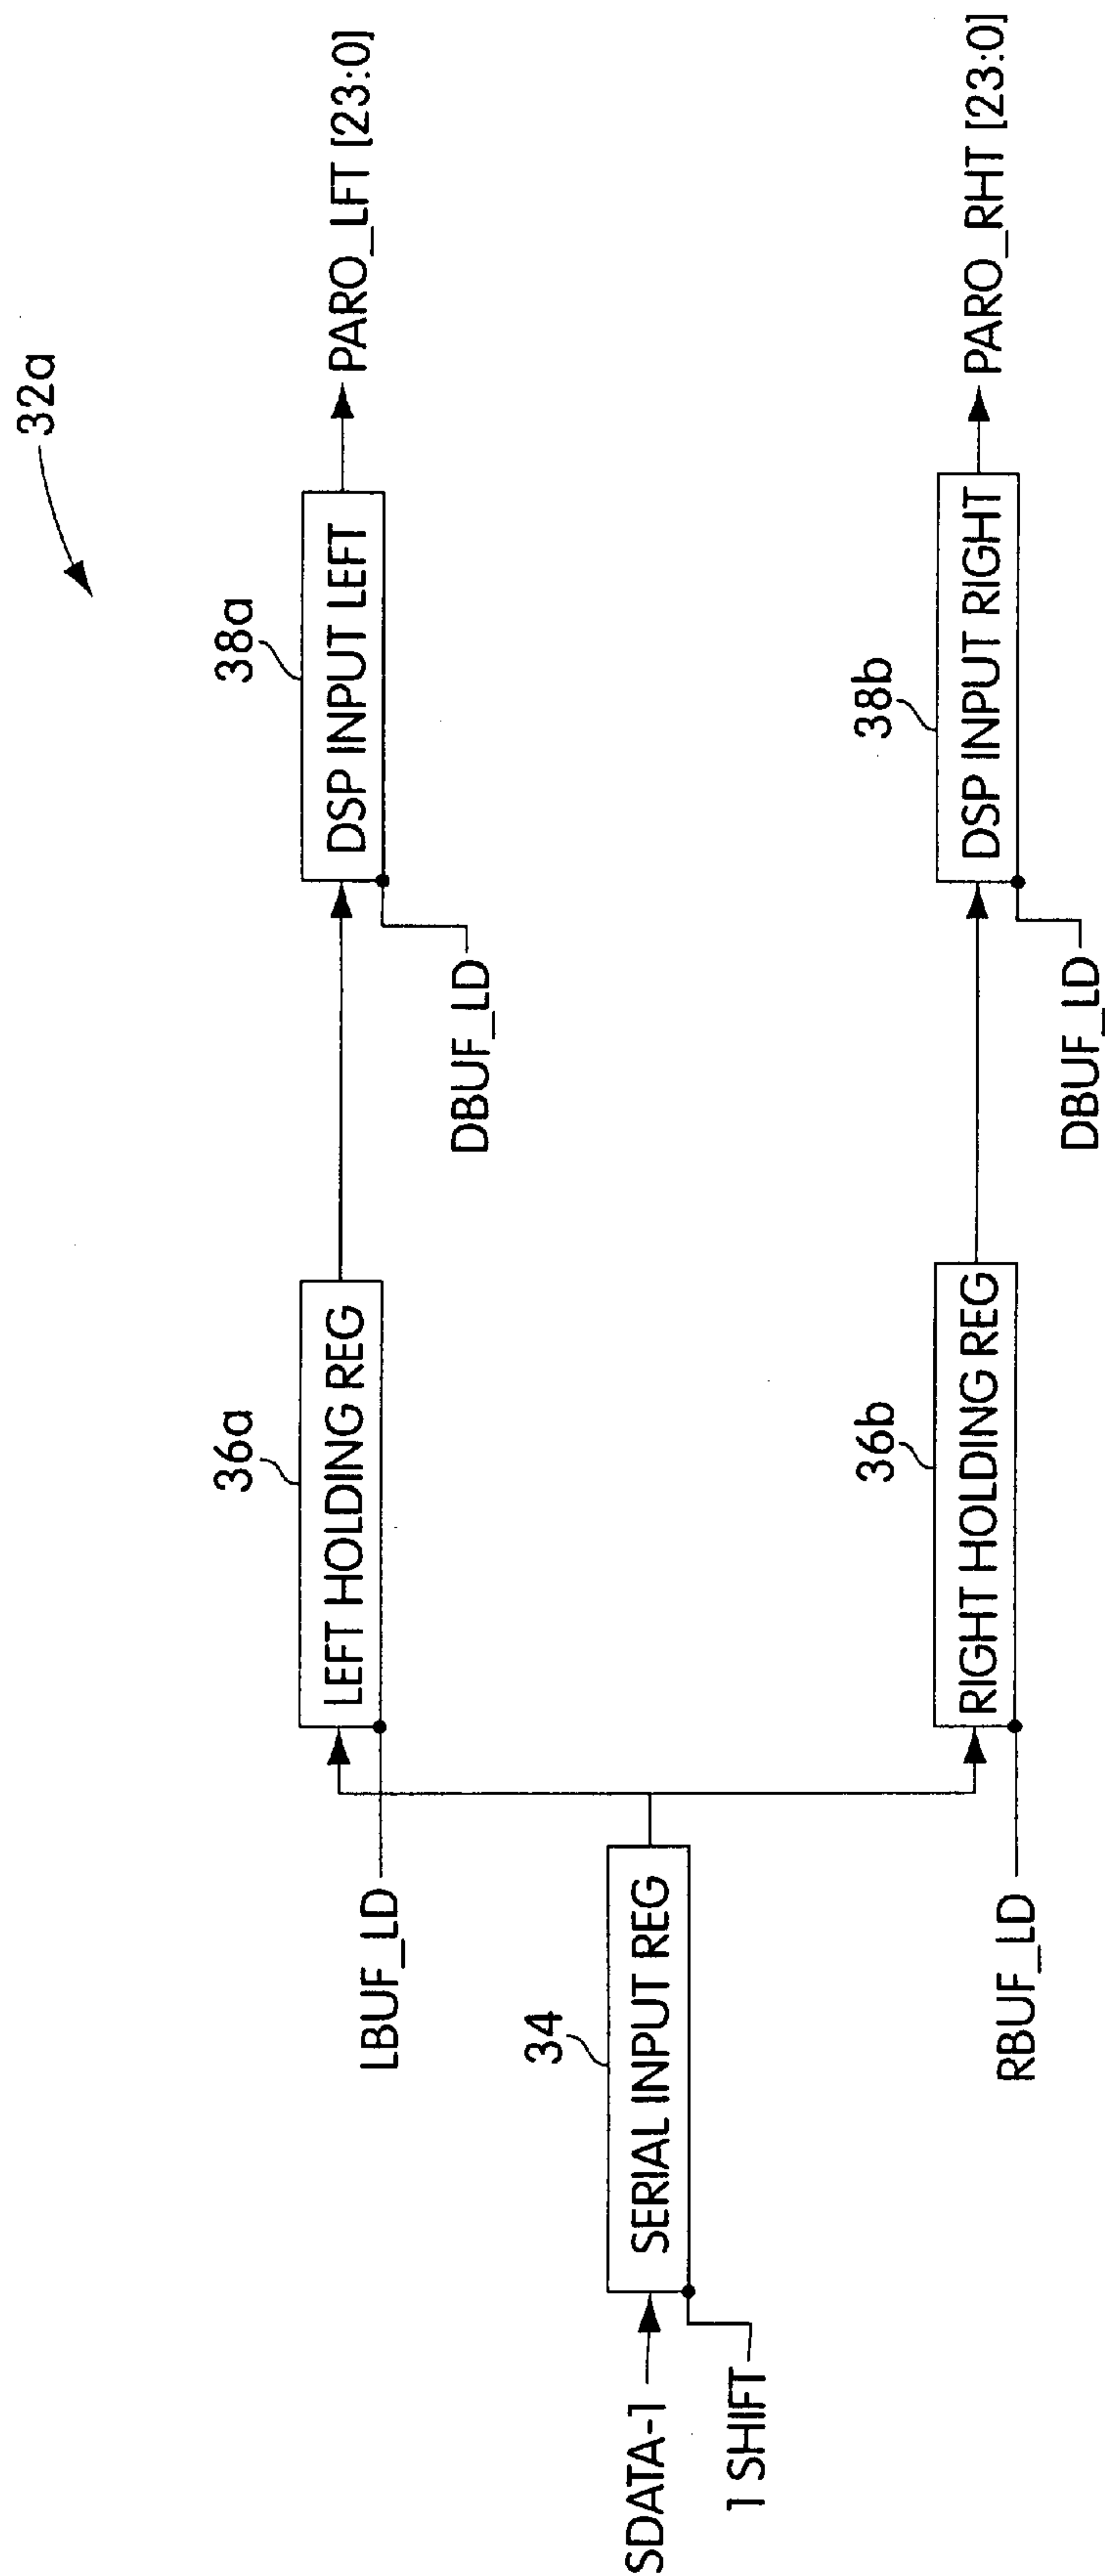 32a
38a
DSP INPUT LEFT
PARO_LFT [23:0]
DBUF_LD
36a
LEFT HOLDING REG
LBUF_LD
34
SERIAL INPUT REG
SDATA-1
1 SHIFT
38b
DSP INPUT RIGHT
PARO_RHT [23:0]
DBUF_LD
36b
RIGHT HOLDING REG
RBUF_LD